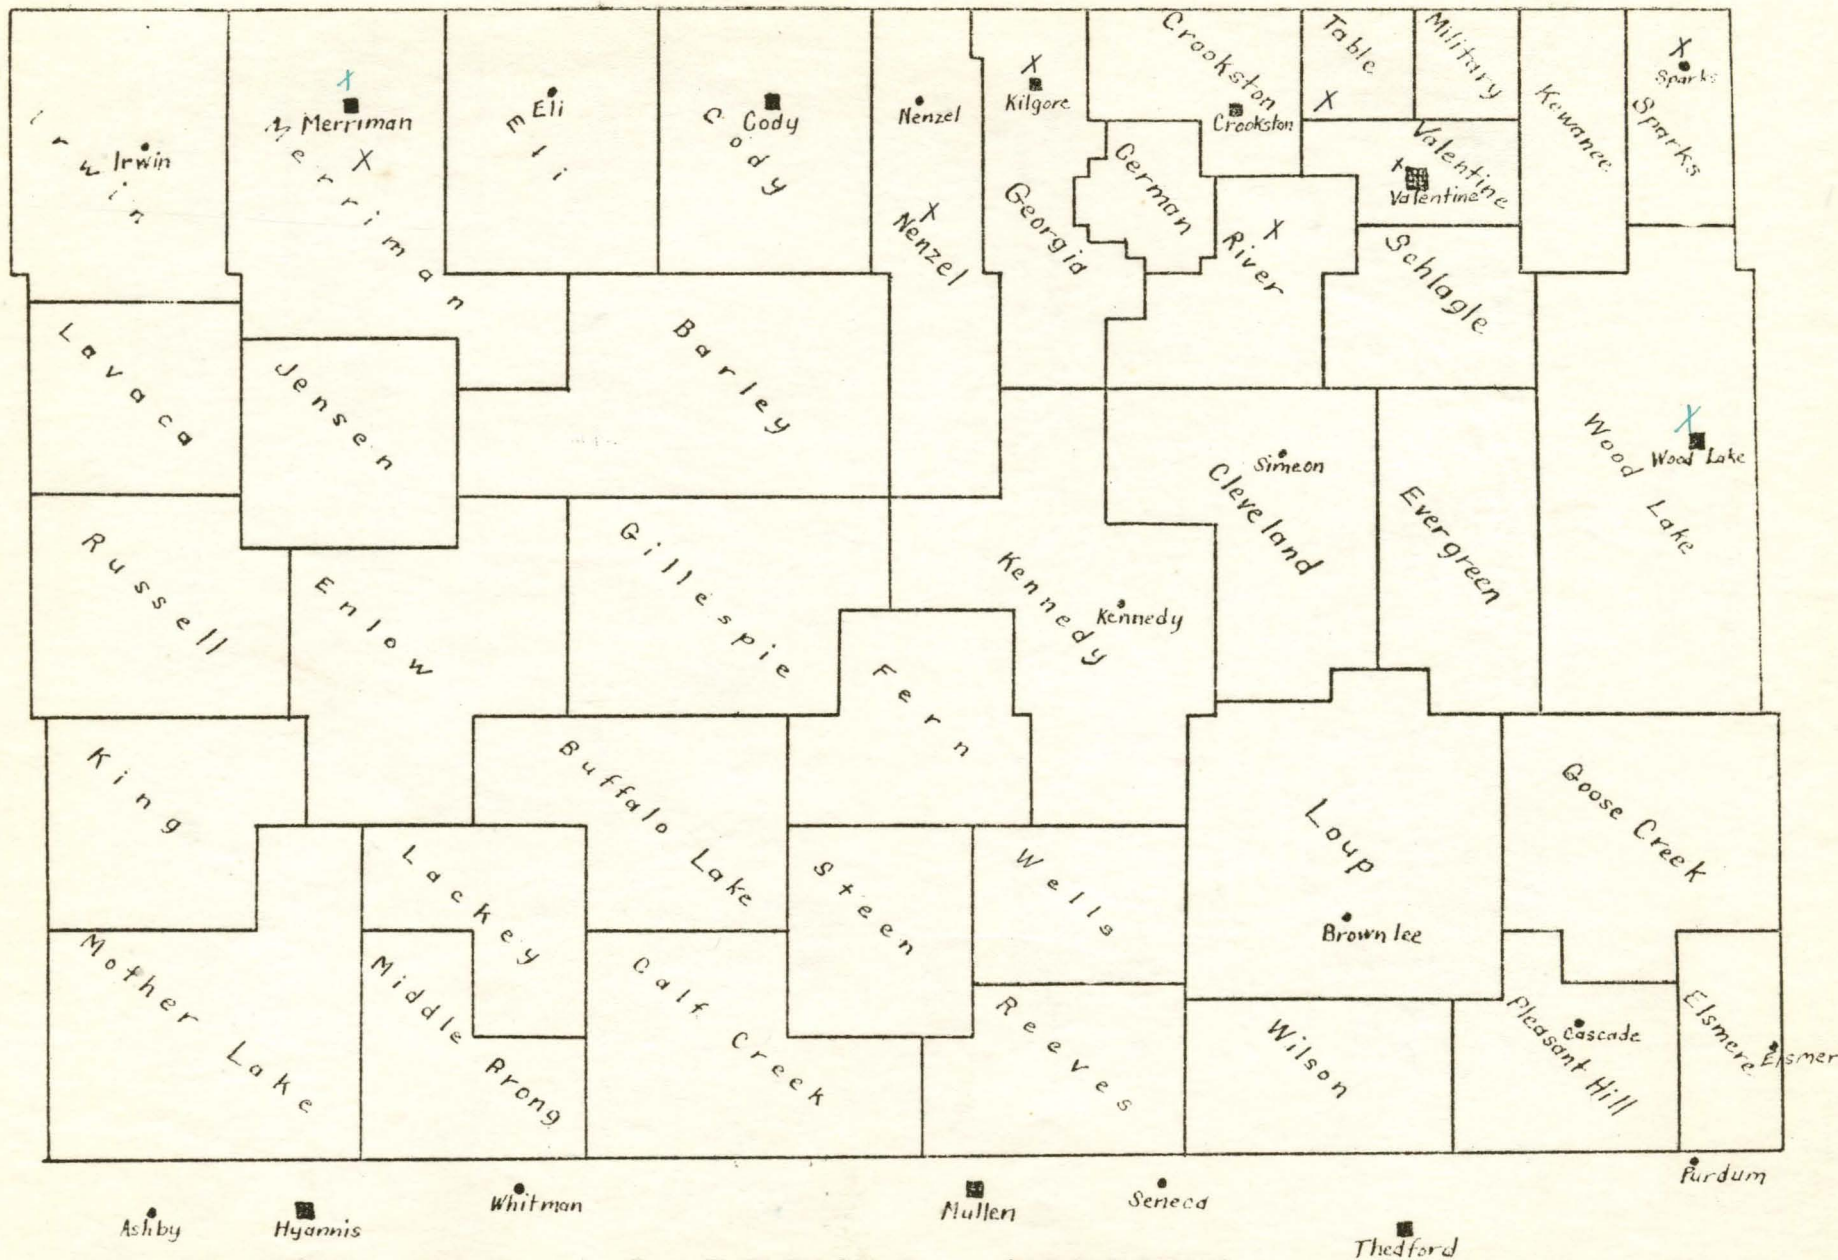 Irwin
Irwin
X
Merriman
Merriman
X
Eli
Eli
Cody
Cody
Nenzel
X
Nenzel
X
Kilgore
Georgia
Crookston
Crookston
German
Table
X
Military
Valentine
X
Valentine
Kewanee
X
Sparks
Sparks
X
River
Schlagle
Lavaca
Jensen
Barley
Simeon
Cleveland
Evergreen
X
Wood Lake
Wood Lake
Russell
Enlow
Gillespie
Kennedy
Kennedy
Fern
King
Buffalo Lake
Loup
Brownlee
Goose Creek
Lackey
Steen
Wells
Mother Lake
Middle Prong
Calf Creek
Reeves
Wilson
Pleasant Hill
Cascade
Elsmere
Elsmer
Purdum
Ashby
Hyannis
Whitman
Mullen
Seneca
Thedford